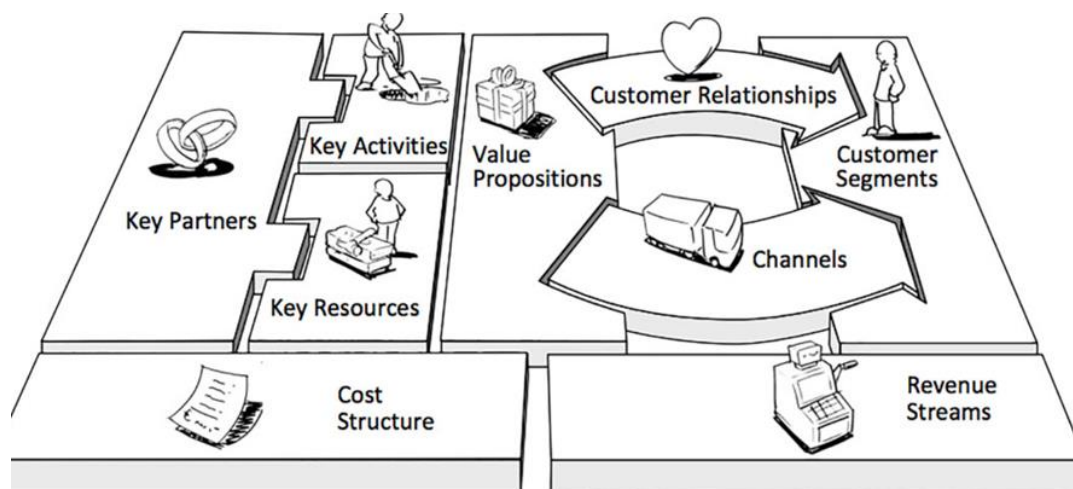 Customer Relationships
Key Activities
Value
Propositions
Customer
Segments
Key Partners
Channels
Key Resources
Cost
Structure
Revenue
Streams